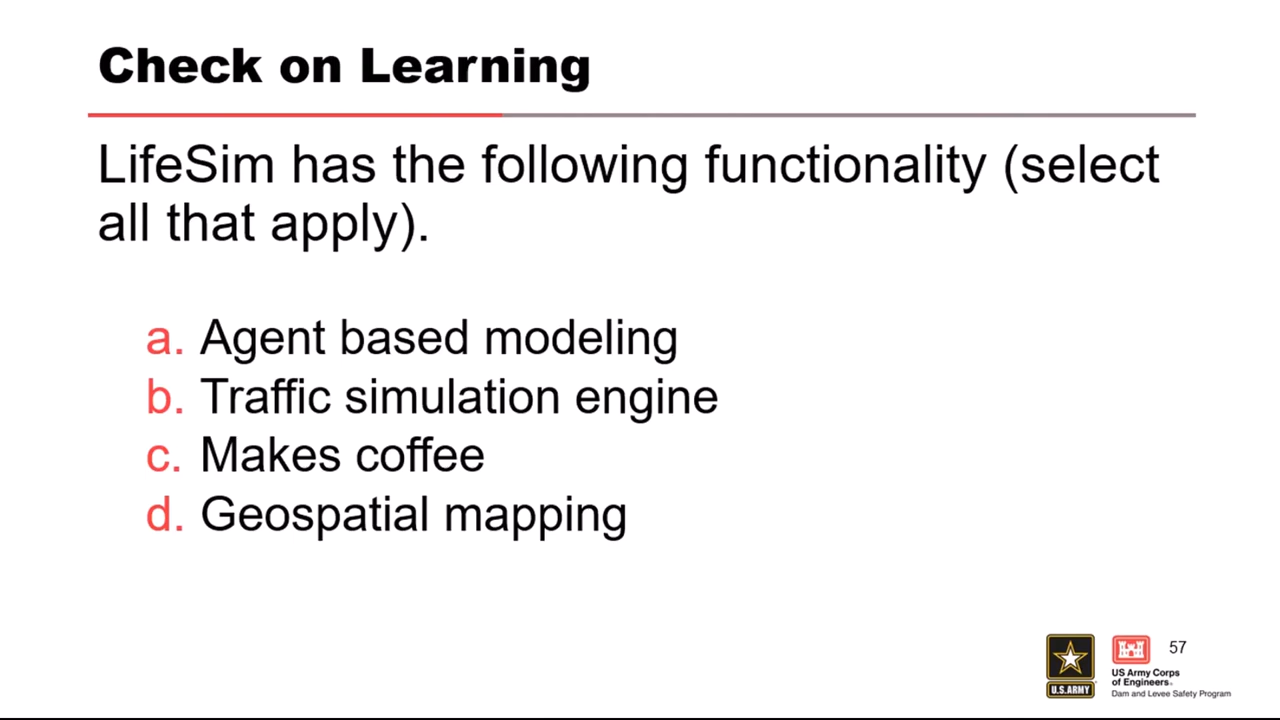 Check on Learning
LifeSim has the following functionality (select
all that apply).
a. Agent based modeling
b. Traffic simulation engine
c. Makes coffee
d. Geospatial mapping
U.S.ARMY
US Army Corps
of Engineers®
Dam and Levee Safety Program
57